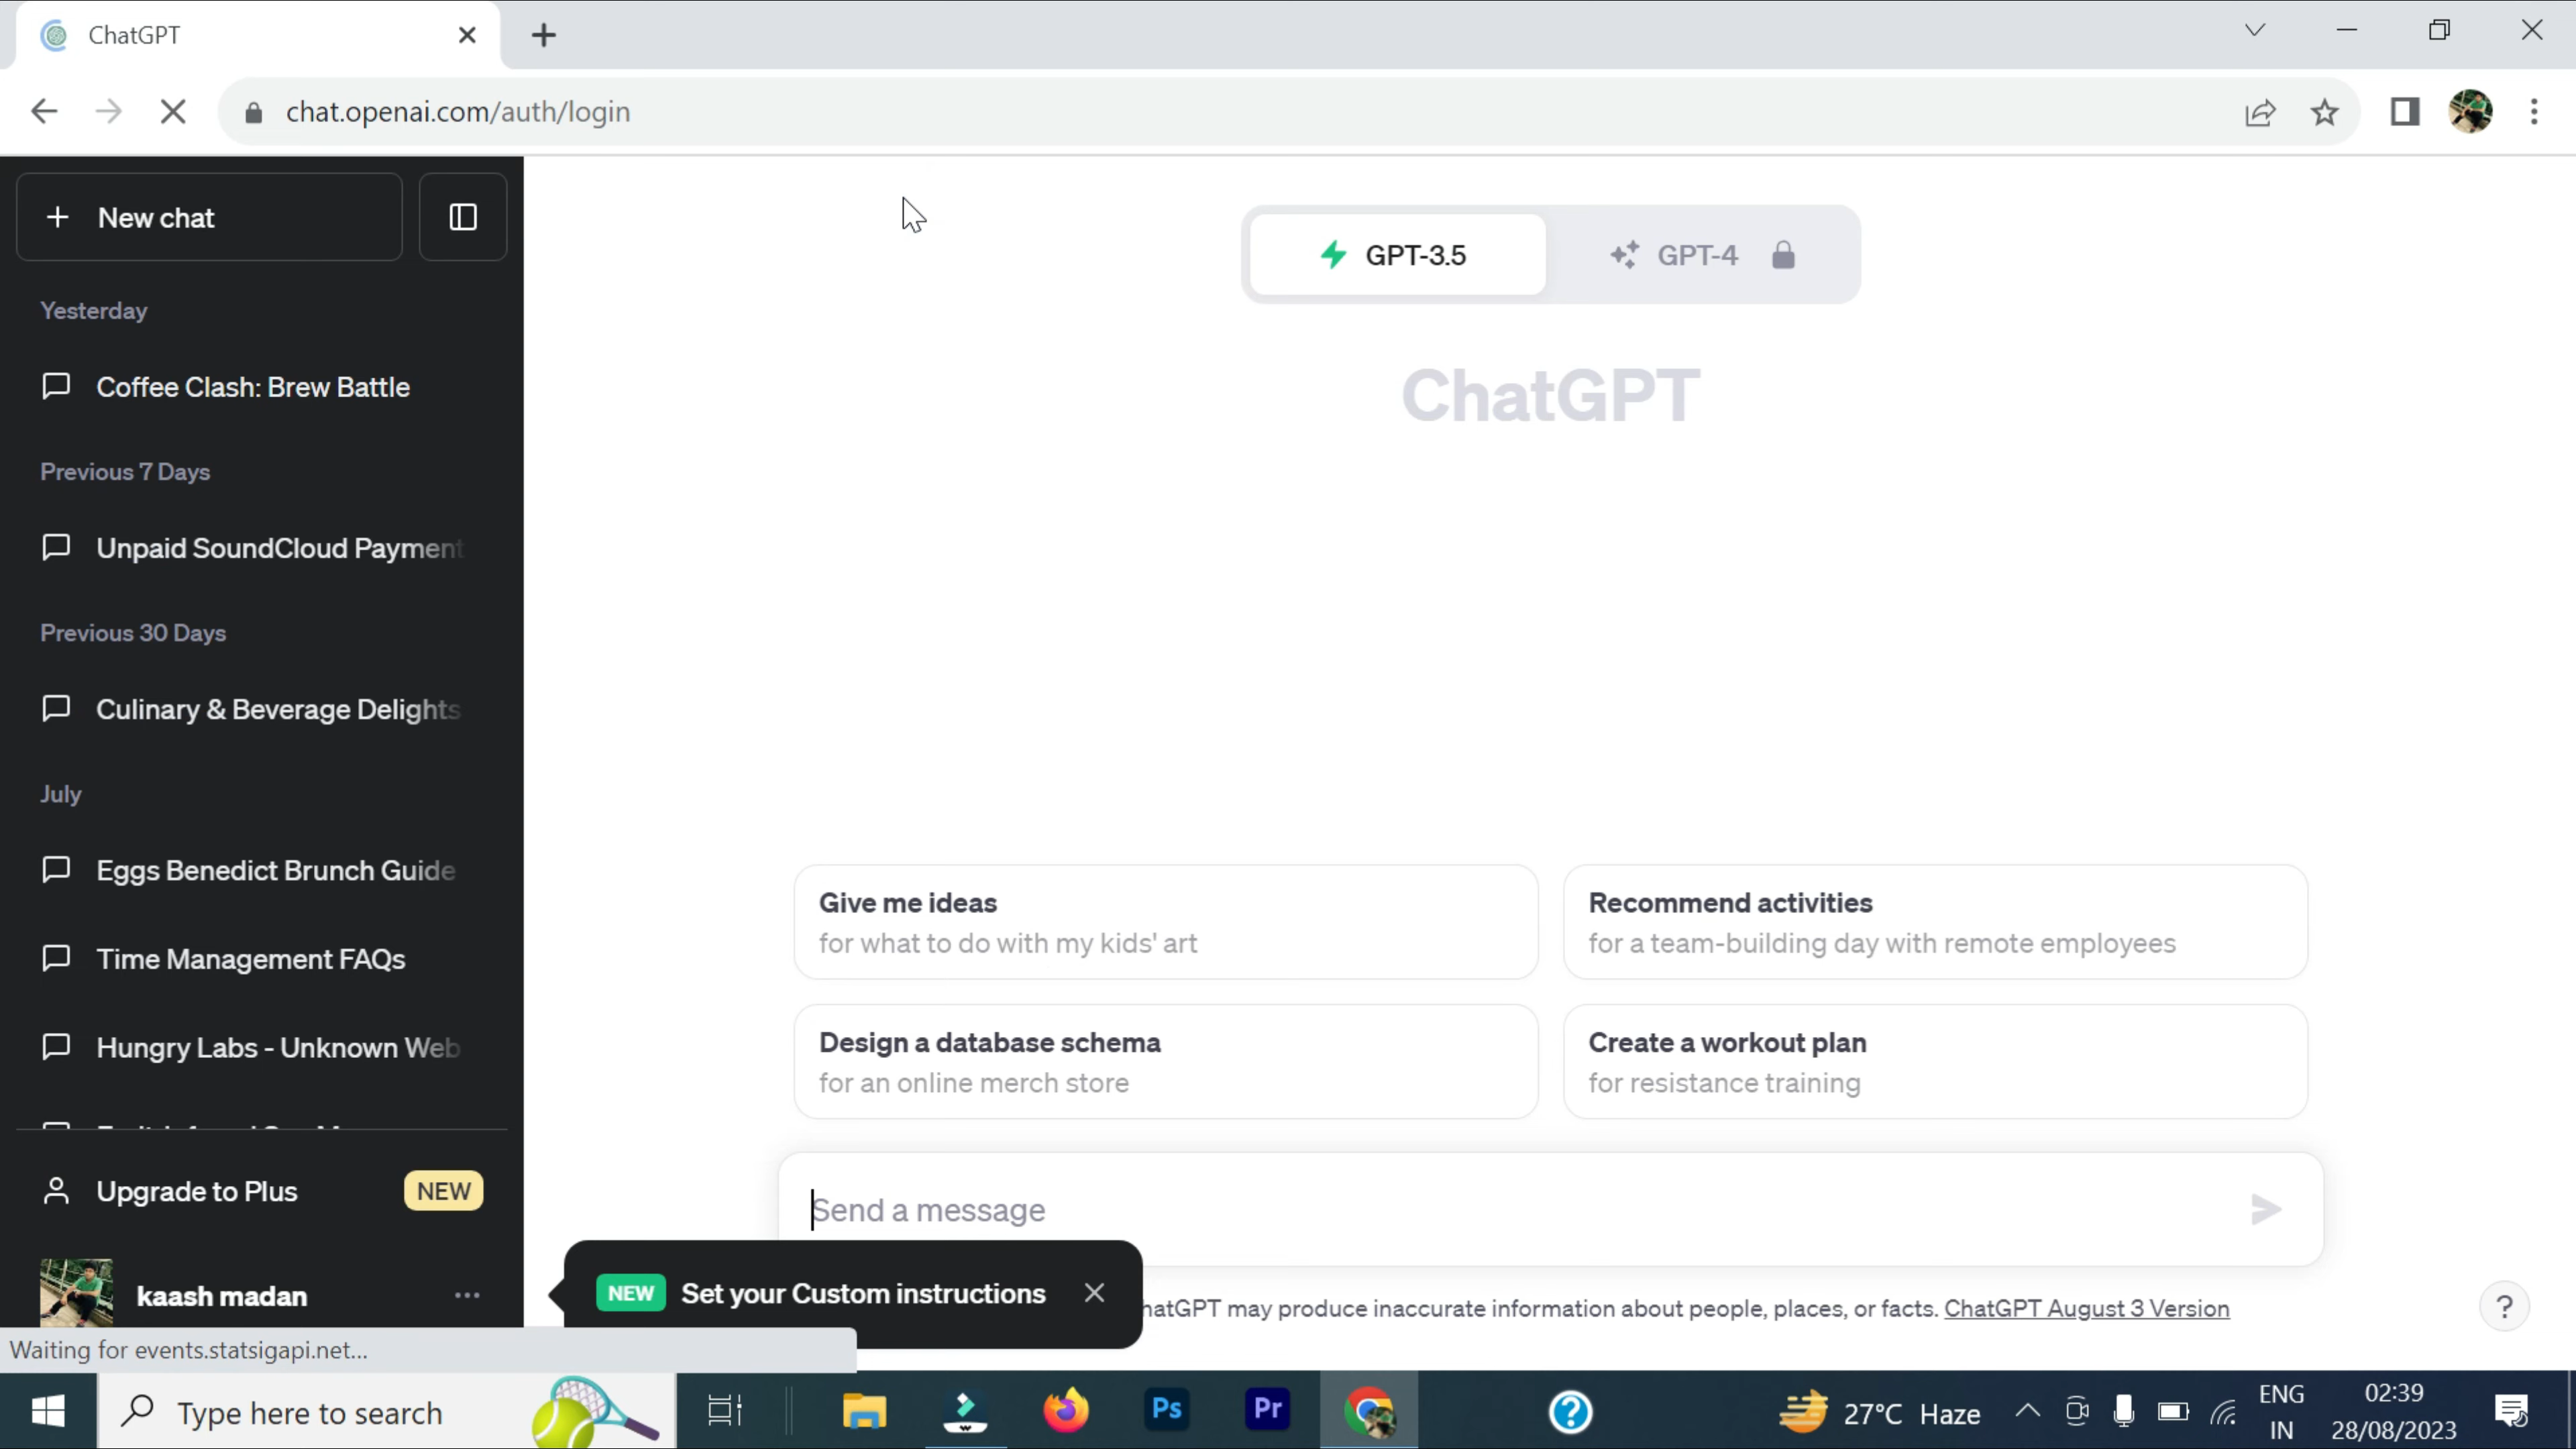 ChatGPT
chat.openai.com/auth/login
New chat
GPT-3.5
GPT-4
Yesterday
ChatGPT
Coffee Clash: Brew Battle
Previous 7 Days
Unpaid SoundCloud Payment
Previous 30 Days
Culinary & Beverage Delights
July
Eggs Benedict Brunch Guide
Time Management FAQs
Hungry Labs - Unknown Web
Give me ideas
for what to do with my kids' art
Recommend activities
for a team-building day with remote employees
Design a database schema
for an online merch store
Create a workout plan
for resistance training
Upgrade to Plus
NEW
Send a message
kaash madan
NEW Set your Custom instructions
hatGPT may produce inaccurate information about people, places, or facts. ChatGPT August 3 Version
?
Waiting for events.statsigapi.net...
Type here to search
Ps
Pr
?
27°C Haze
ENG
IN
02:39
28/08/2023